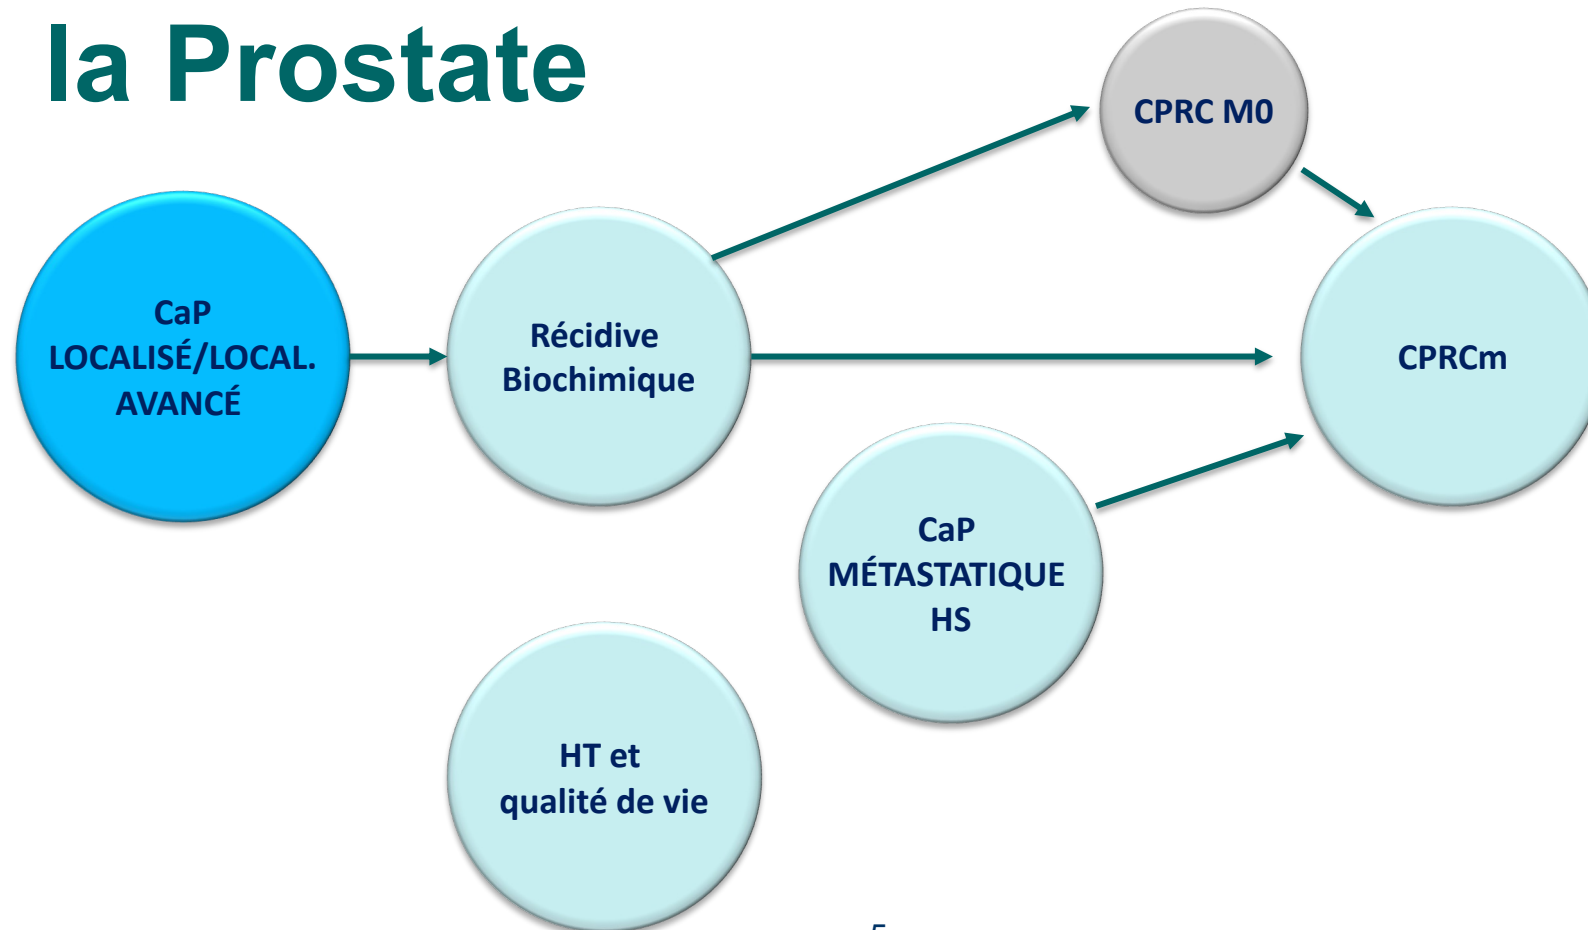 la Prostate
CPRC M0
CaP
LOCALISÉ/LOCAL.
AVANCÉ
Récidive
Biochimique
CPRCm
CaP
MÉTASTATIQUE
HS
HT et
qualité de vie